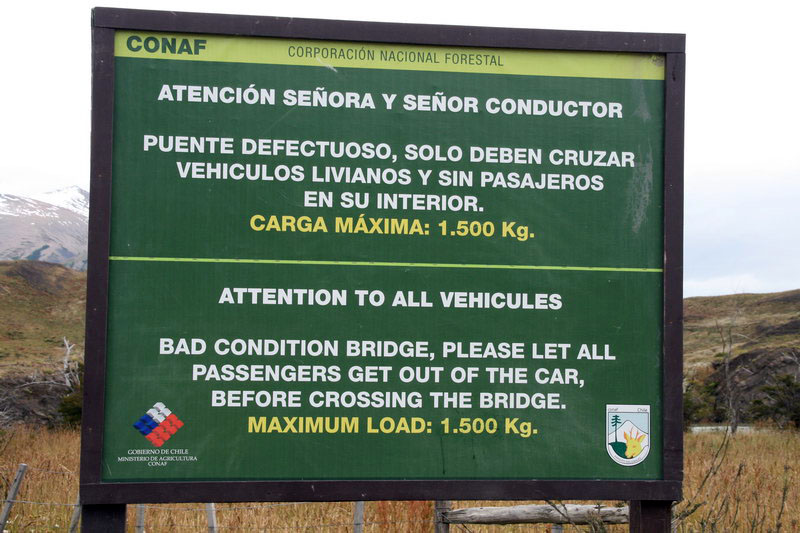 CONAF CORPORACIÓN NACIONAL FORESTAL
ATENCIÓN SEÑORA Y SEÑOR CONDUCTOR
PUENTE DEFECTUOSO, SOLO DEBEN CRUZAR
VEHICULOS LIVIANOS Y SIN PASAJEROS
EN SU INTERIOR.
CARGA MÁXIMA: 1.500 Kg.
ATTENTION TO ALL VEHICULES
BAD CONDITION BRIDGE, PLEASE LET ALL
PASSENGERS GET OUT OF THE CAR,
BEFORE CROSSING THE BRIDGE.
MAXIMUM LOAD: 1.500 Kg.
GOBIERNO DE CHILE
MINISTERIO DE AGRICULTURA
CONAF
Conaf Chile